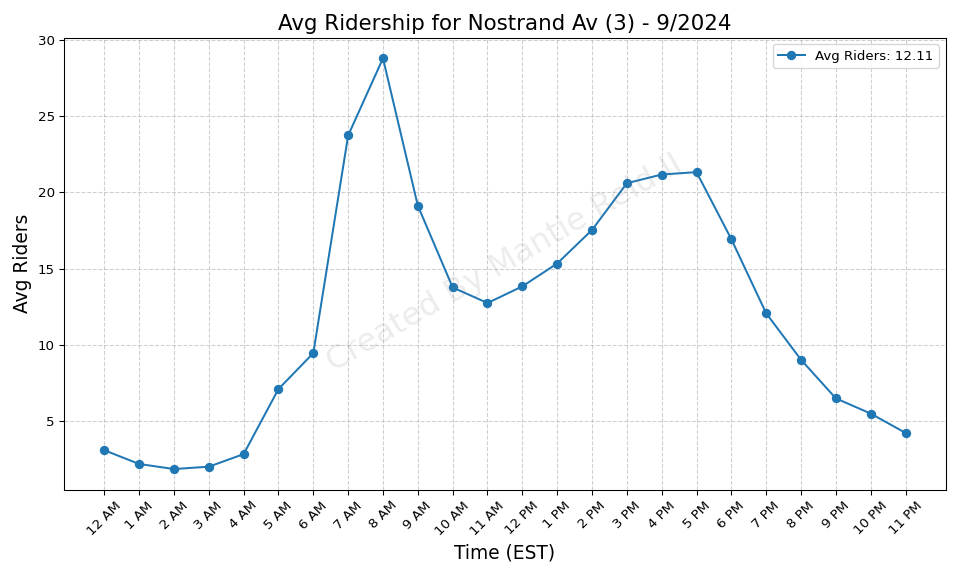 Avg Ridership for Nostrand Av (3) - 9/2024
Avg Riders: 12.11
Avg Riders
30
25
20
15
10
5
Created By Mantie Reid II
12 AM
1 AM
2 AM
3 AM
4 AM
5 AM
6 AM
7 AM
8 AM
9 AM
10 AM
11 AM
12 PM
1 PM
2 PM
3 PM
4 PM
5 PM
6 PM
7 PM
8 PM
9 PM
10 PM
11 PM
Time (EST)